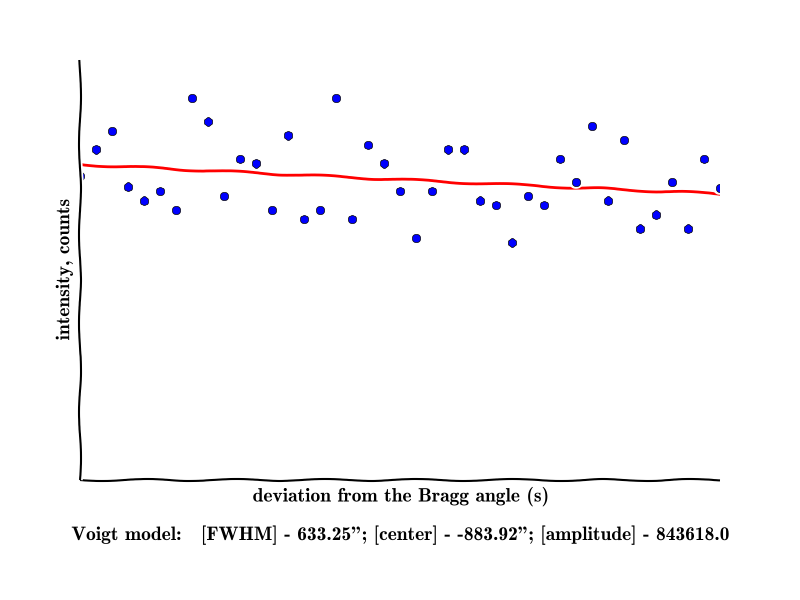 intensity, counts
deviation from the Bragg angle (s)
Voigt model: [FWHM] - 633.25”; [center] - -883.92”; [amplitude] - 843618.0